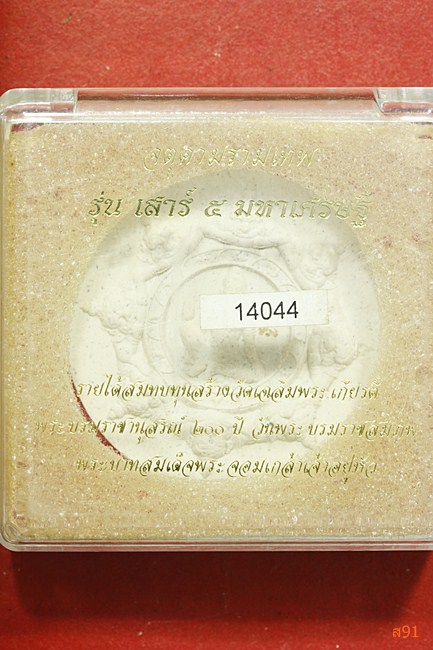 จตุคามรามเทพ
รุ่น เสาร์ ๕ มหาเศรษฐี
14044
รายได้สมทบทุนสร้างวัดเฉลิมพระเกียรติ
พระบรมราชานุสรณ์ ๒๐๐ ปี วันพระบรมราชสมภพ
พระบาทสมเด็จพระจอมเกล้าเจ้าอยู่หัว
ส91